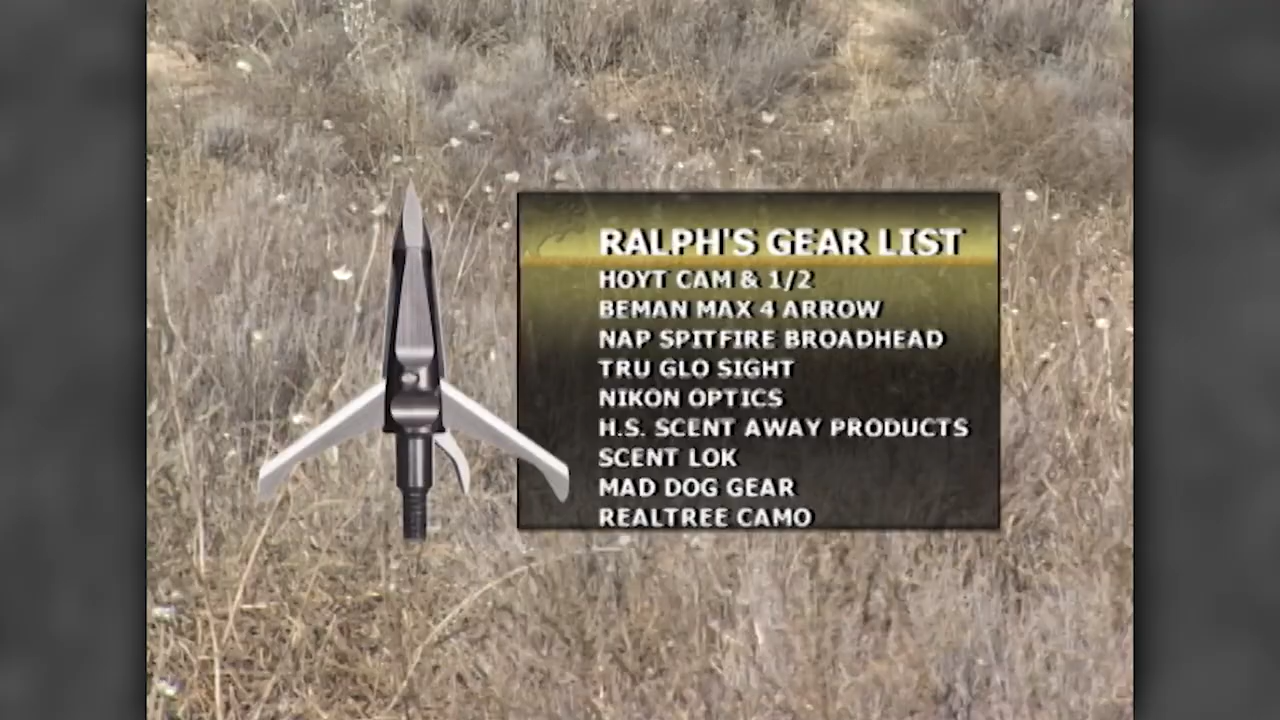 RALPH'S GEAR LIST
HOYT CAM & 1/2
BEMAN MAX 4 ARROW
NAP SPITFIRE BROADHEAD
TRU GLO SIGHT
NIKON OPTICS
H.S. SCENT AWAY PRODUCTS
SCENT LOK
MAD DOG GEAR
REALTREE CAMO